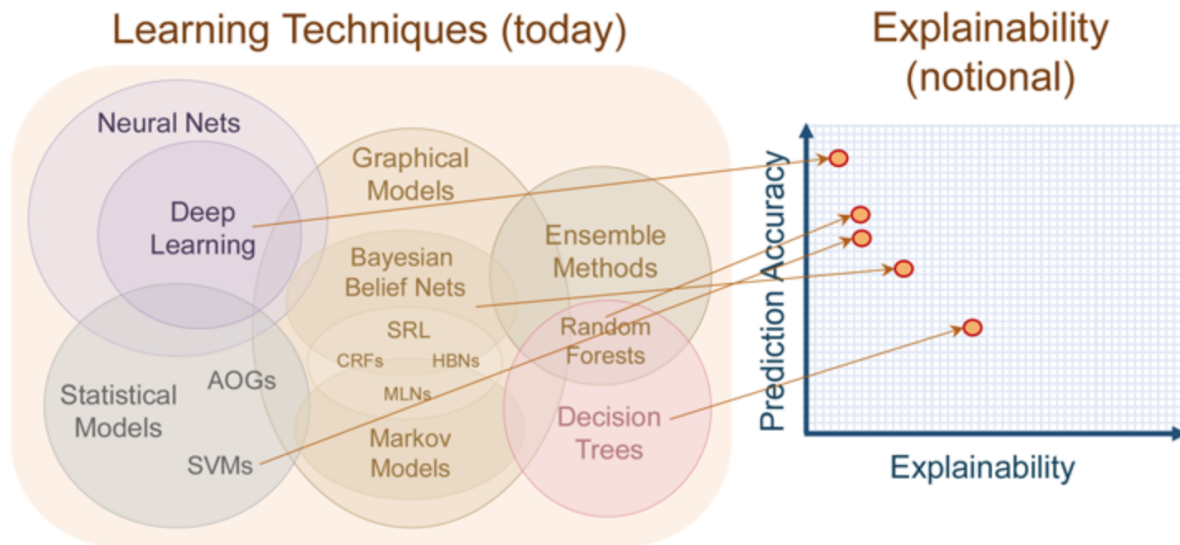 Learning Techniques (today)
Neural Nets
Deep
Learning
Graphical
Models
Bayesian
Belief Nets
SRL
CRFs
HBNs
MLNs
Markov
Models
Ensemble
Methods
Random
Forests
Decision
Trees
Statistical
Models
AOGs
SVMs
Explainability
(notional)
Prediction Accuracy
Explainability